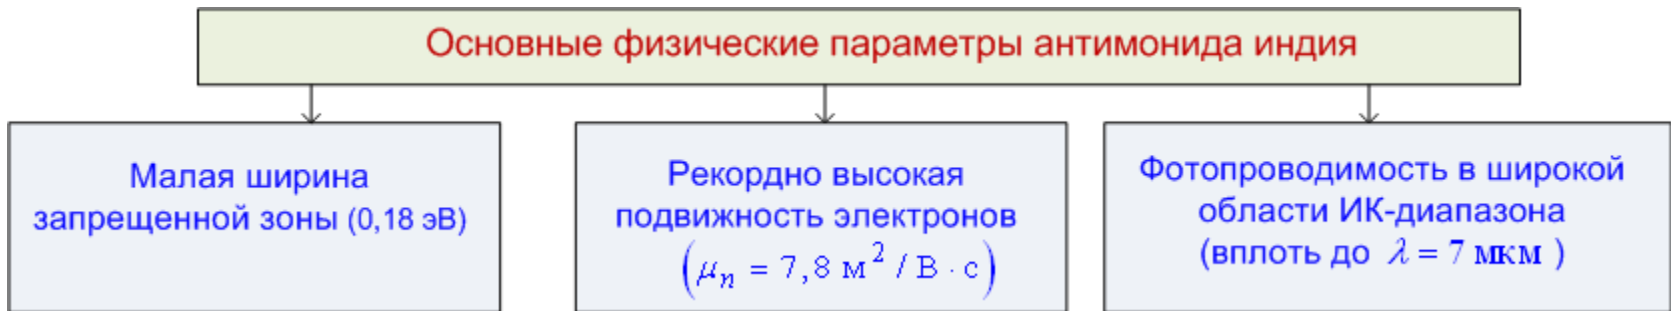 Основные физические параметры антимонида индия
Малая ширина
запрещенной зоны (0,18 эВ)
Рекордно высокая
подвижность электронов
(μn = 7,8 м² / В · с)
Фотопроводимость в широкой
области ИК-диапазона
(вплоть до λ = 7 мкм )